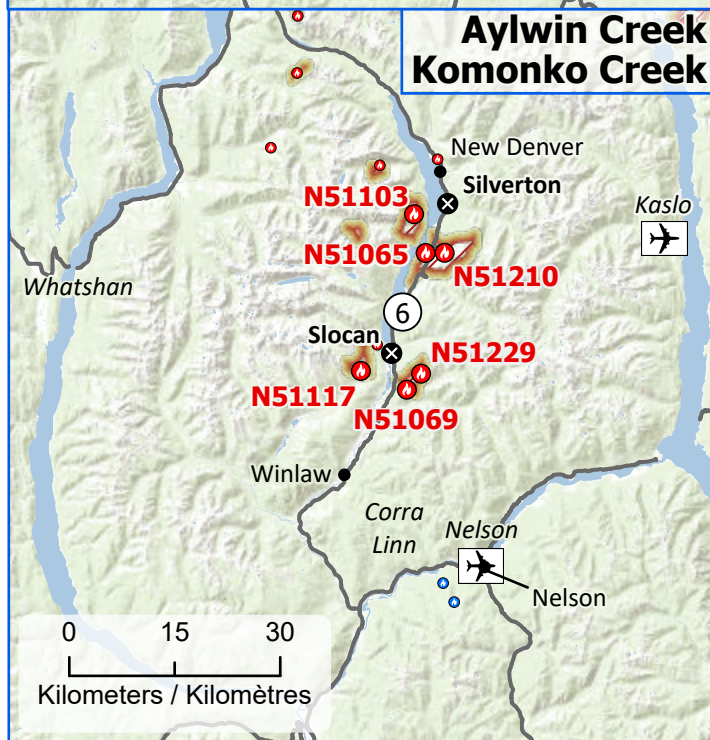 Aylwin Creek
Komonko Creek
New Denver
Silverton
N51103
Kaslo
N51065
N51210
Whatshan
6
Slocan
N51229
N51117
N51069
Winlaw
Corra
Linn
Nelson
Nelson
0 15 30
Kilometers / Kilomètres